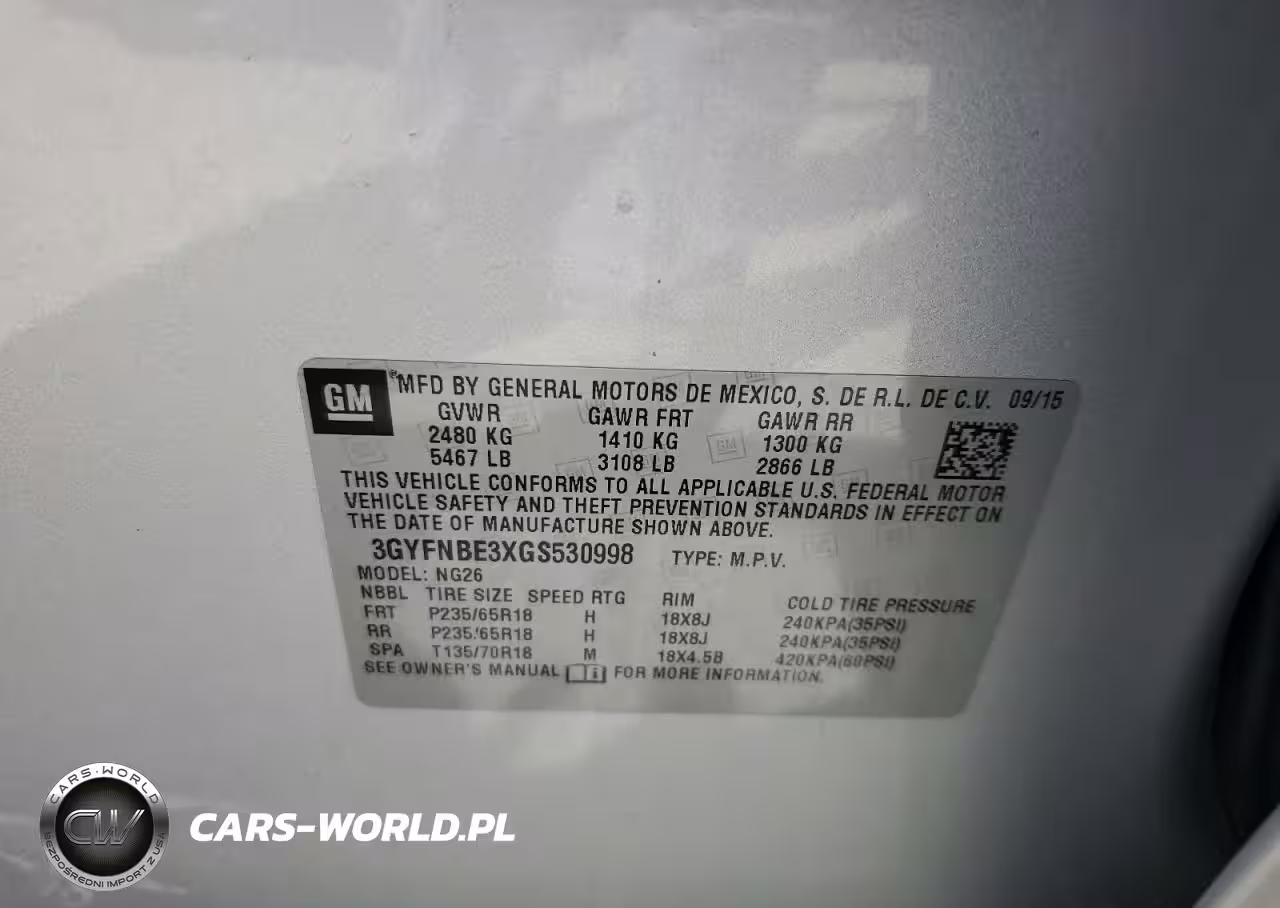 GM
® MFD BY GENERAL MOTORS DE MEXICO, S. DE R.L. DE C.V. 09/15
GVWR GAWR FRT GAWR RR
2480 KG 1410 KG 1300 KG
5467 LB 3108 LB 2866 LB
THIS VEHICLE CONFORMS TO ALL APPLICABLE U.S. FEDERAL MOTOR
VEHICLE SAFETY AND THEFT PREVENTION STANDARDS IN EFFECT ON
THE DATE OF MANUFACTURE SHOWN ABOVE.
3GYFNBE3XGS530998 TYPE: M.P.V.
MODEL: NG26
NBBL TIRE SIZE SPEED RTG RIM COLD TIRE PRESSURE
FRT P235/65R18 H 18X8J 240KPA(35PSI)
RR P235/65R18 H 18X8J 240KPA(35PSI)
SPA T135/70R18 M 18X4.5B 420KPA(60PSI)
SEE OWNER'S MANUAL i FOR MORE INFORMATION.
CARS-WORLD
CW
BEZPOŚREDNI IMPORT Z USA
CARS-WORLD.PL